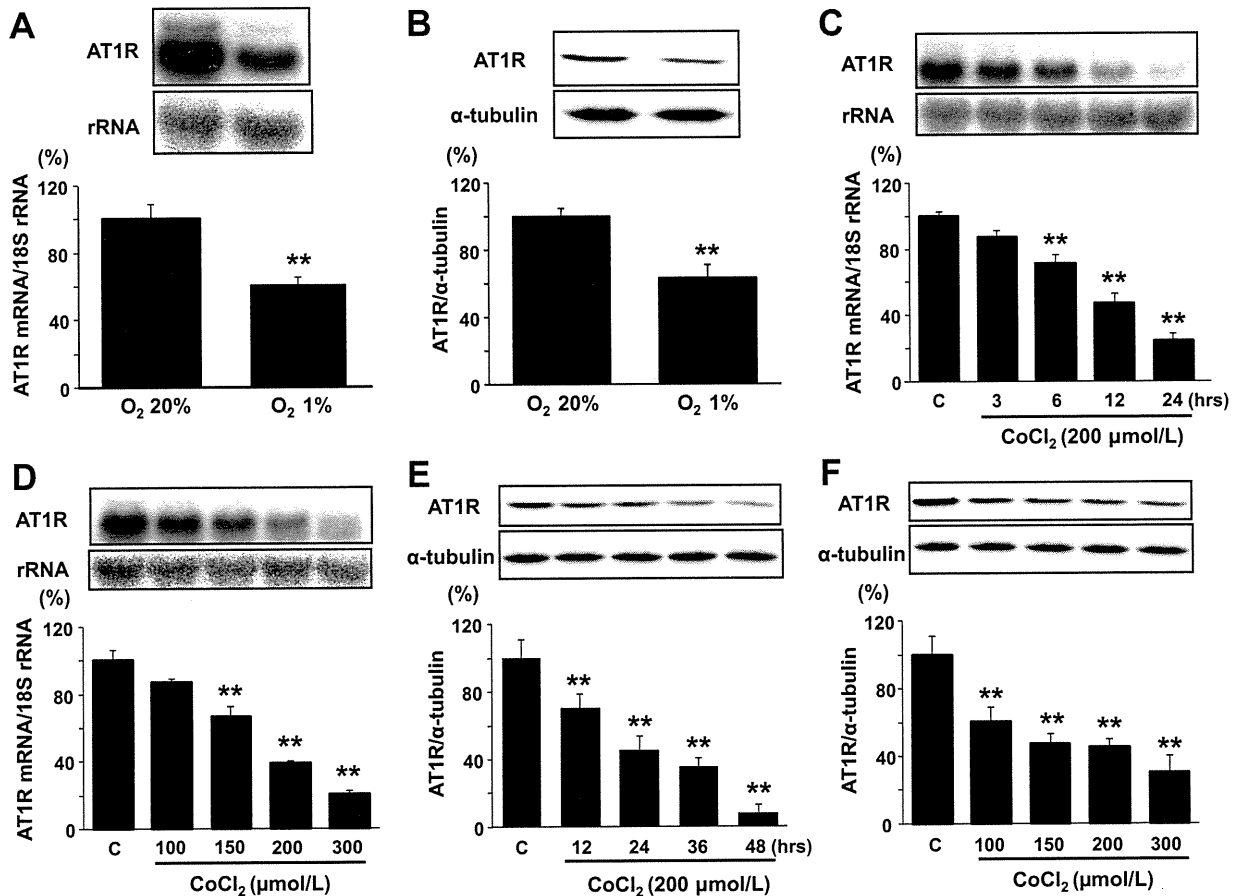 A
AT1R
rRNA
(%)
AT1R mRNA/18S rRNA
120
80
60
40
0
O₂ 20%
O₂ 1%
**
B
AT1R
α-tubulin
(%)
AT1R/α-tubulin
120
80
60
40
0
O₂ 20%
O₂ 1%
**
C
AT1R
rRNA
(%)
AT1R mRNA/18S rRNA
120
80
40
0
**
**
**
C 3 6 12 24 (hrs)
CoCl₂ (200 µmol/L)
D
AT1R
rRNA
(%)
AT1R mRNA/18S rRNA
120
80
40
0
**
**
**
C 100 150 200 300
CoCl₂ (µmol/L)
E
AT1R
α-tubulin
(%)
AT1R/α-tubulin
120
80
40
0
**
**
**
**
C 12 24 36 48 (hrs)
CoCl₂ (200 µmol/L)
F
AT1R
α-tubulin
(%)
AT1R/α-tubulin
120
80
40
0
**
**
**
**
C 100 150 200 300
CoCl₂ (µmol/L)